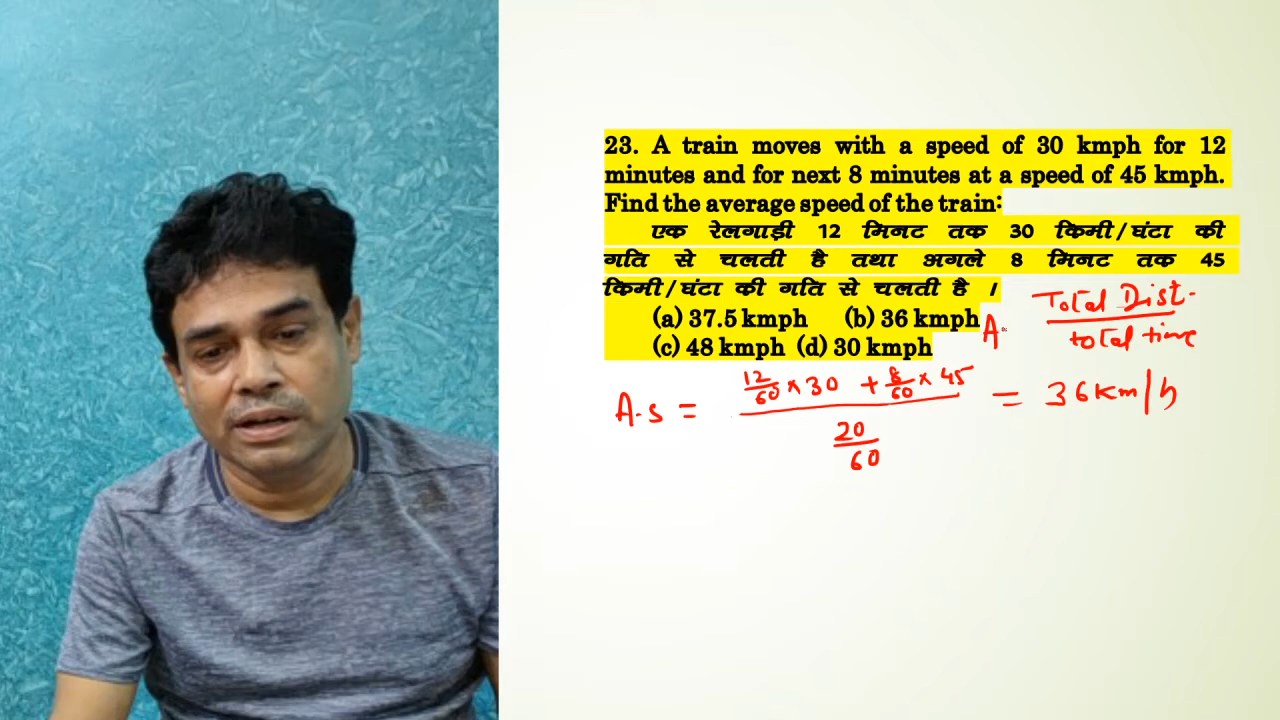 23. A train moves with a speed of 30 kmph for 12
minutes and for next 8 minutes at a speed of 45 kmph.
Find the average speed of the train:
एक रेलगाड़ी 12 मिनट तक 30 किमी/घंटा की
गति से चलती है तथा अगले 8 मिनट तक 45
किमी/घंटा की गति से चलती है ।
(a) 37.5 kmph (b) 36 kmph
(c) 48 kmph (d) 30 kmph
A. Total Dist.
total time
A.S = 12/60 × 30 + 8/60 × 45 = 36 Km/h
20/60